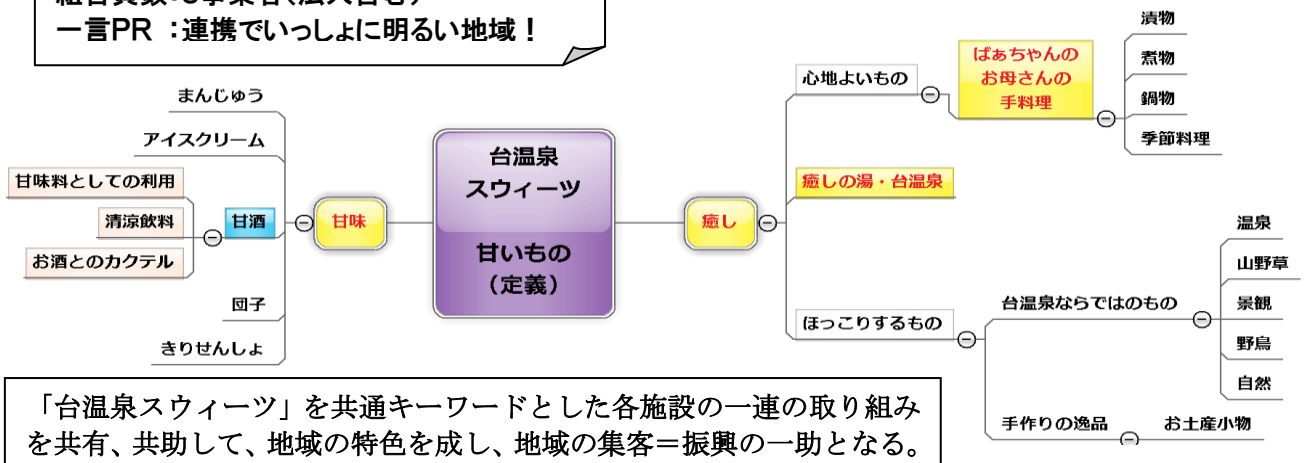 一言PR ：連携でいっしょに明るい地域！
まんじゅう
アイスクリーム
甘味料としての利用
清涼飲料
お酒とのカクテル
甘酒
団子
きりせんしょ
甘味
台温泉
スウィーツ
甘いもの
（定義）
癒し
心地よいもの
ばぁちゃんの
お母さんの
手料理
漬物
煮物
鍋物
季節料理
癒しの湯・台温泉
ほっこりするもの
台温泉ならではのもの
温泉
山野草
景観
野鳥
自然
手作りの逸品
お土産小物
「台温泉スウィーツ」を共通キーワードとした各施設の一連の取り組み
を共有、共助して、地域の特色を成し、地域の集客＝振興の一助となる。